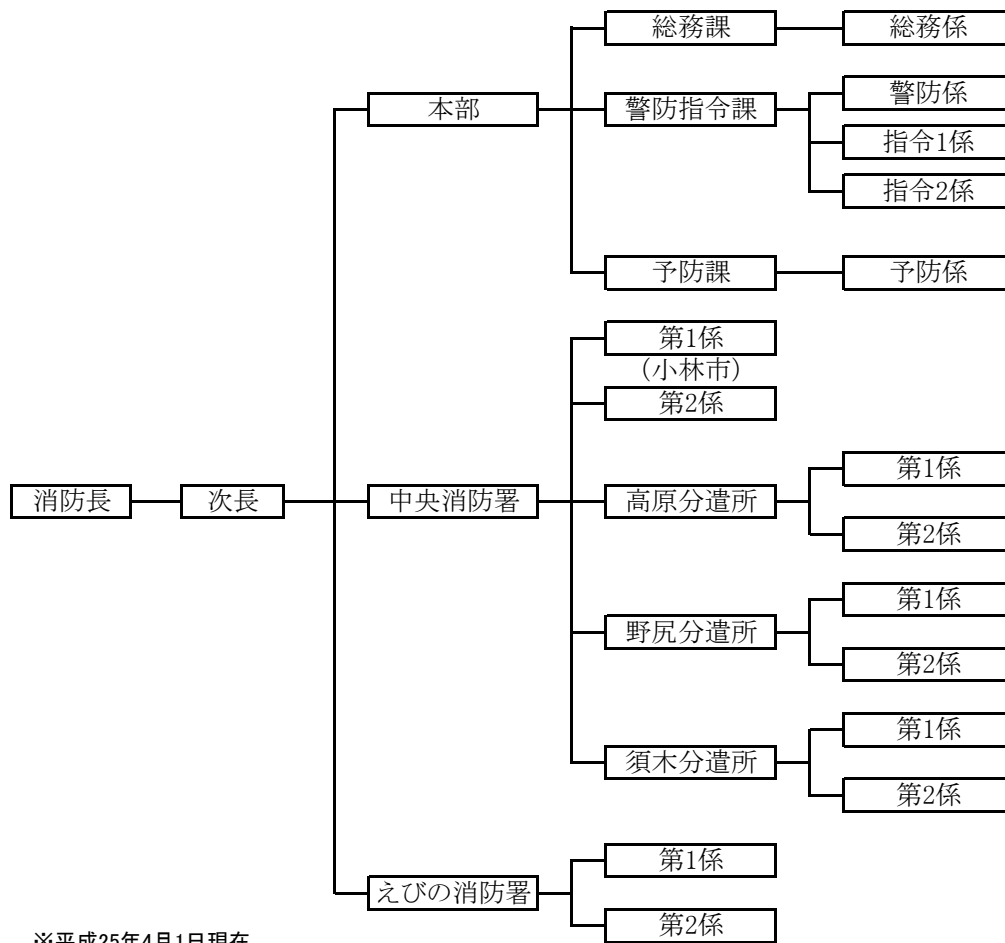 総務課
総務係
本部
警防指令課
警防係
指令1係
指令2係
予防課
予防係
第1係
(小林市)
第2係
消防長
次長
中央消防署
高原分遣所
第1係
第2係
野尻分遣所
第1係
第2係
須木分遣所
第1係
第2係
えびの消防署
第1係
第2係
※平成25年4月1日現在